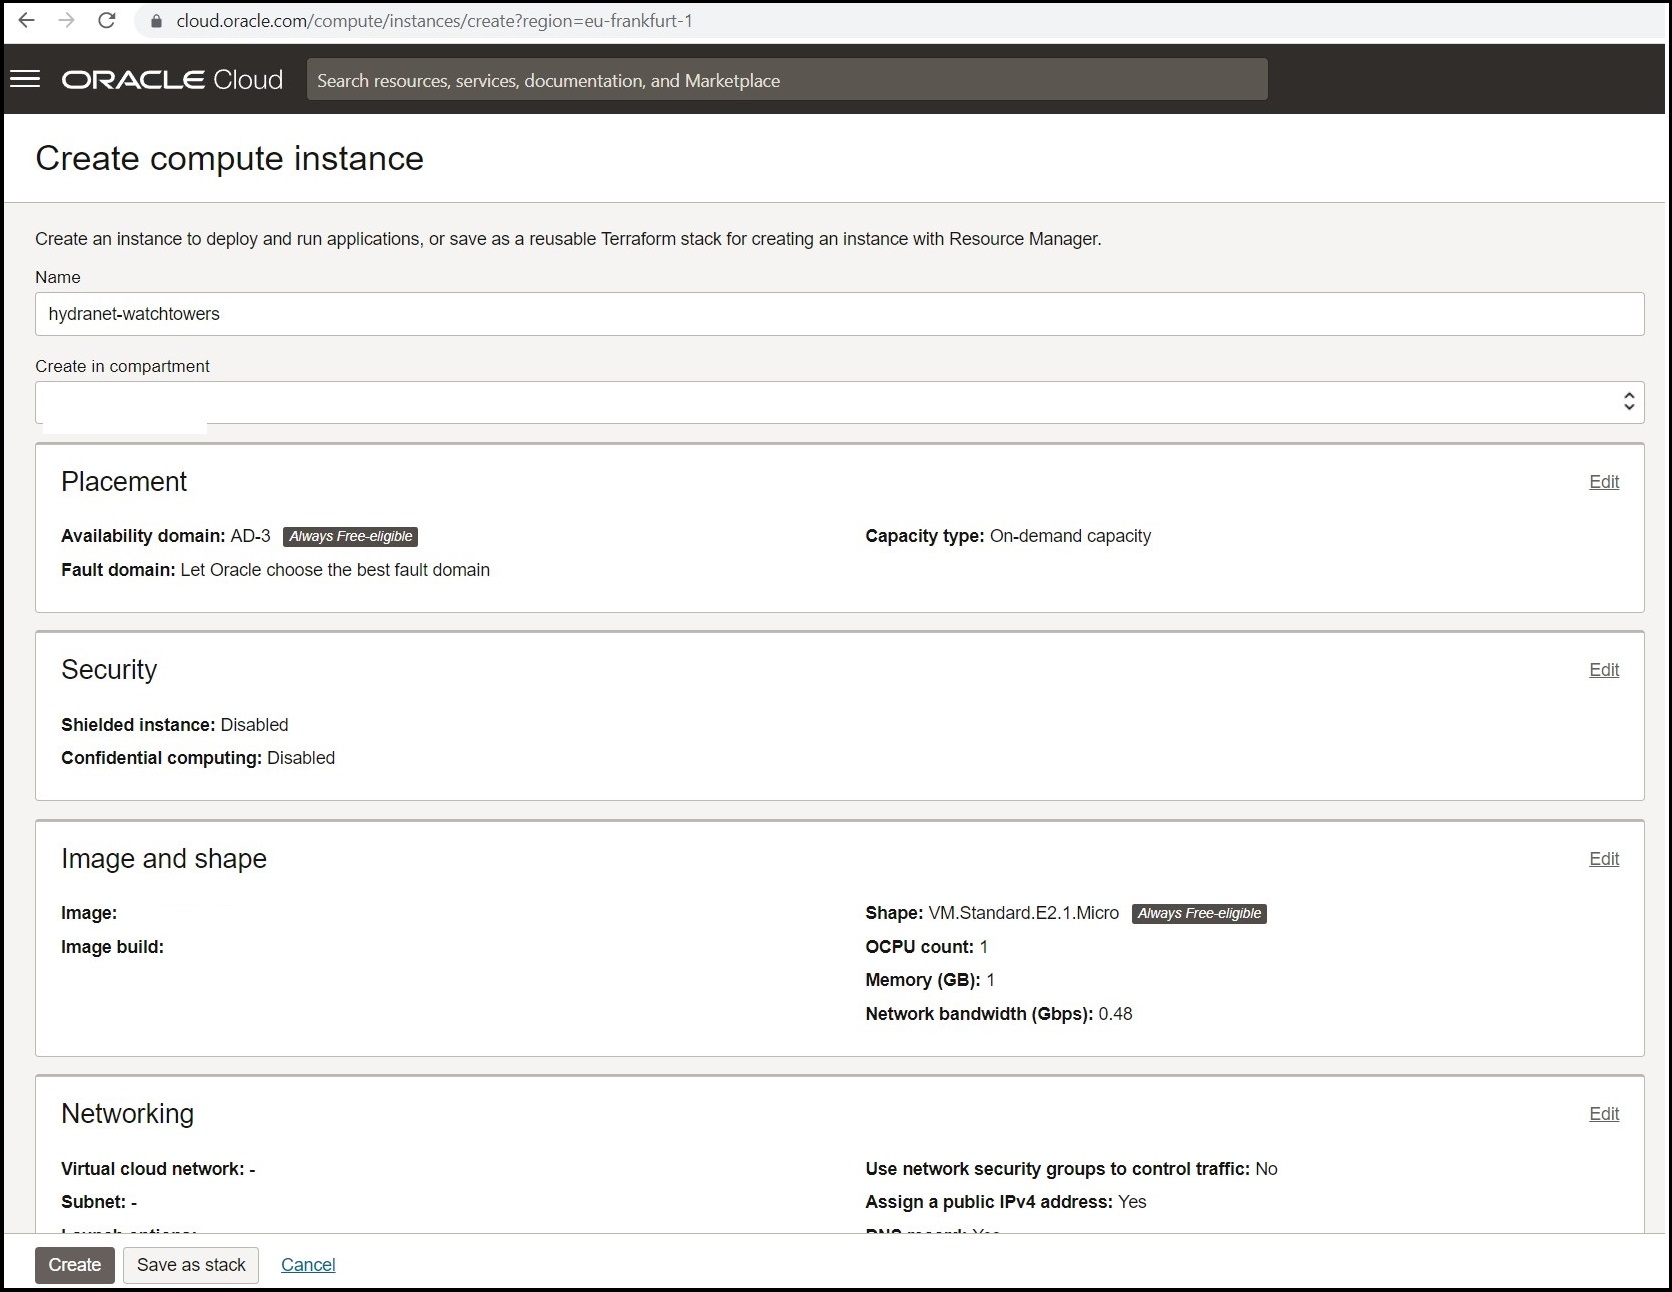 cloud.oracle.com/compute/instances/create?region=eu-frankfurt-1
ORACLE Cloud
Search resources, services, documentation, and Marketplace
Create compute instance
Create an instance to deploy and run applications, or save as a reusable Terraform stack for creating an instance with Resource Manager.
Name
hydranet-watchtowers
Create in compartment
Placement
Edit
Availability domain: AD-3 Always Free-eligible
Capacity type: On-demand capacity
Fault domain: Let Oracle choose the best fault domain
Security
Edit
Shielded instance: Disabled
Confidential computing: Disabled
Image and shape
Edit
Image:
Image build:
Shape: VM.Standard.E2.1.Micro Always Free-eligible
OCPU count: 1
Memory (GB): 1
Network bandwidth (Gbps): 0.48
Networking
Edit
Virtual cloud network: -
Subnet: -
Launch options:
Use network security groups to control traffic: No
Assign a public IPv4 address: Yes
DNS record: Yes
Create
Save as stack
Cancel